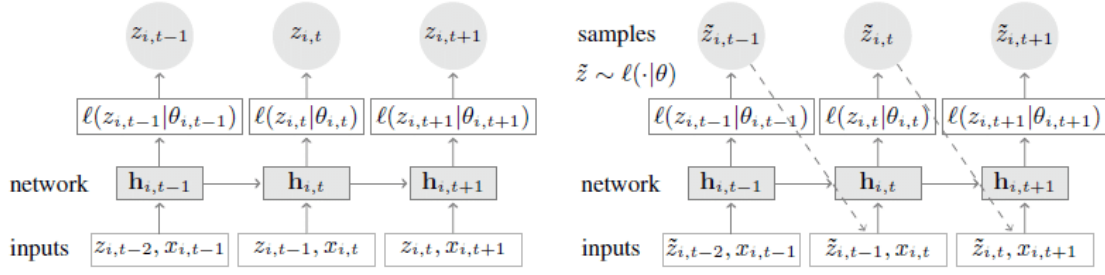 z_{i,t−1} z_{i,t} z_{i,t+1}
ℓ(z_{i,t−1}|θ_{i,t−1}) ℓ(z_{i,t}|θ_{i,t}) ℓ(z_{i,t+1}|θ_{i,t+1})
network h_{i,t−1} h_{i,t} h_{i,t+1}
inputs z_{i,t−2}, x_{i,t−1} z_{i,t−1}, x_{i,t} z_{i,t}, x_{i,t+1}
samples z̃_{i,t−1} z̃_{i,t} z̃_{i,t+1}
z̃ ∼ ℓ(·|θ)
ℓ(z_{i,t−1}|θ_{i,t−1}) ℓ(z_{i,t}|θ_{i,t}) ℓ(z_{i,t+1}|θ_{i,t+1})
network h_{i,t−1} h_{i,t} h_{i,t+1}
inputs z̃_{i,t−2}, x_{i,t−1} z̃_{i,t−1}, x_{i,t} z̃_{i,t}, x_{i,t+1}